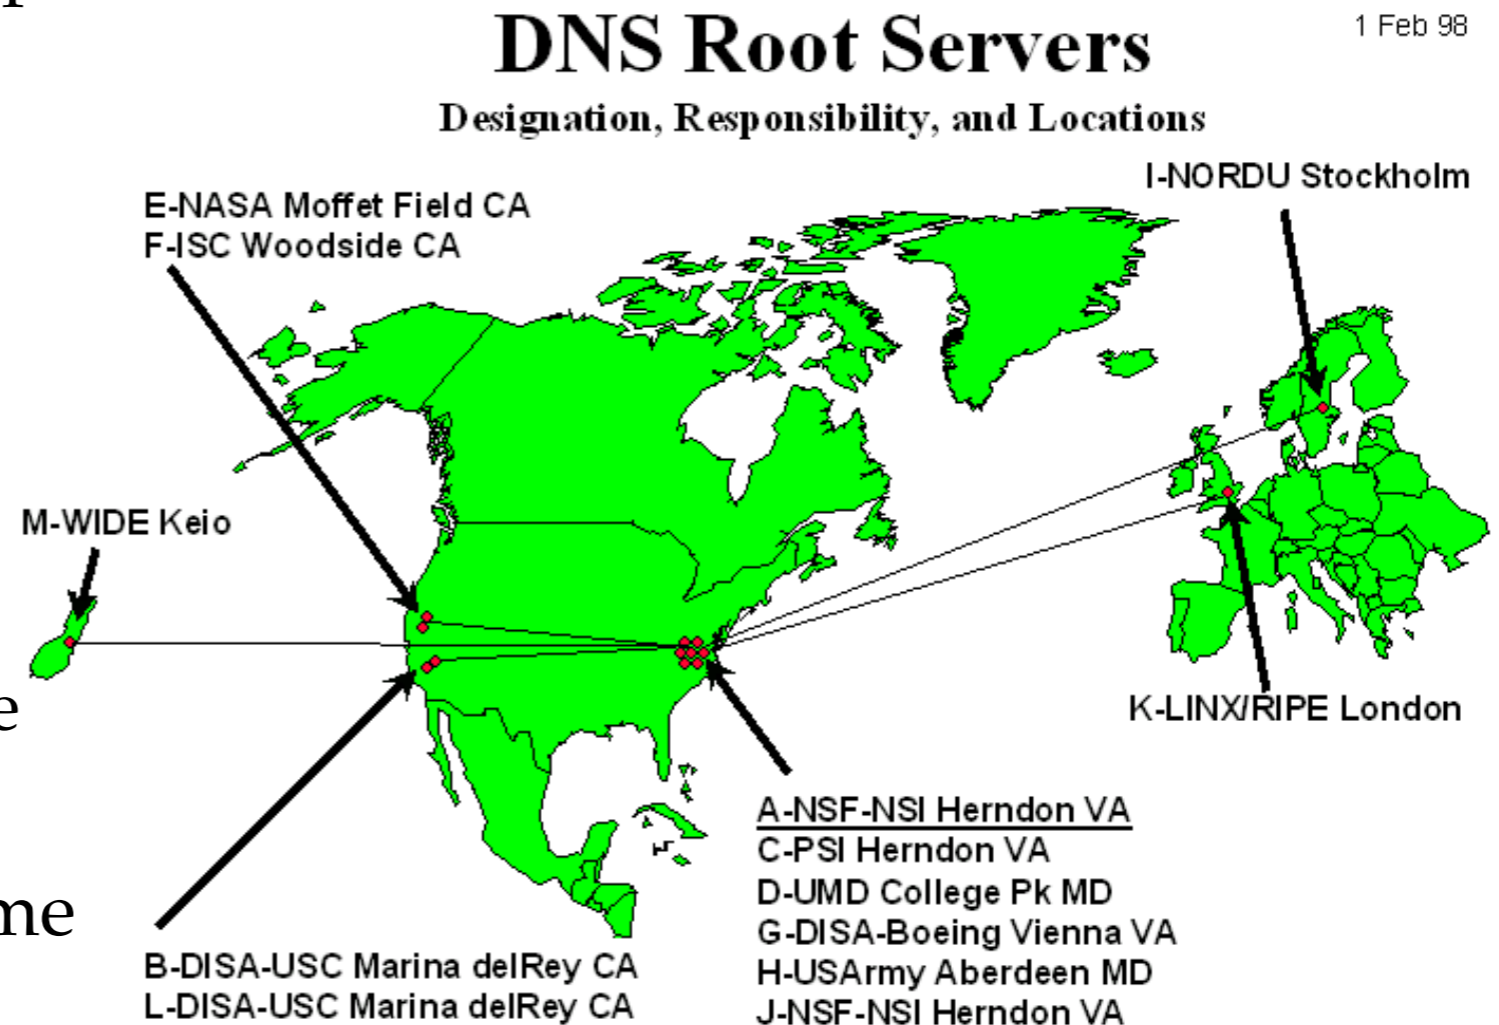 DNS Root Servers
1 Feb 98
Designation, Responsibility, and Locations
I-NORDU Stockholm
E-NASA Moffet Field CA
F-ISC Woodside CA
M-WIDE Keio
e
K-LINX/RIPE London
A-NSF-NSI Herndon VA
C-PSI Herndon VA
D-UMD College Pk MD
G-DISA-Boeing Vienna VA
H-USArmy Aberdeen MD
J-NSF-NSI Herndon VA
me
B-DISA-USC Marina delRey CA
L-DISA-USC Marina delRey CA